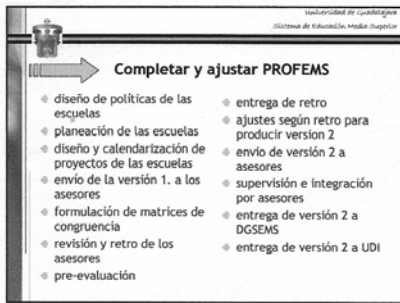 Universidad de Guadalajara
Sistema de Educación Media Superior
Completar y ajustar PROFEMS
diseño de políticas de las
escuelas
planeación de las escuelas
diseño y calendarización de
proyectos de las escuelas
envío de la versión 1. a los
asesores
formulación de matrices de
congruencia
revisión y retro de los
asesores
pre-evaluación
entrega de retro
ajustes según retro para
producir version 2
envio de versión 2 a
asesores
supervisión e integración
por asesores
entrega de versión 2 a
DGSEMS
entrega de versión 2 a UDI